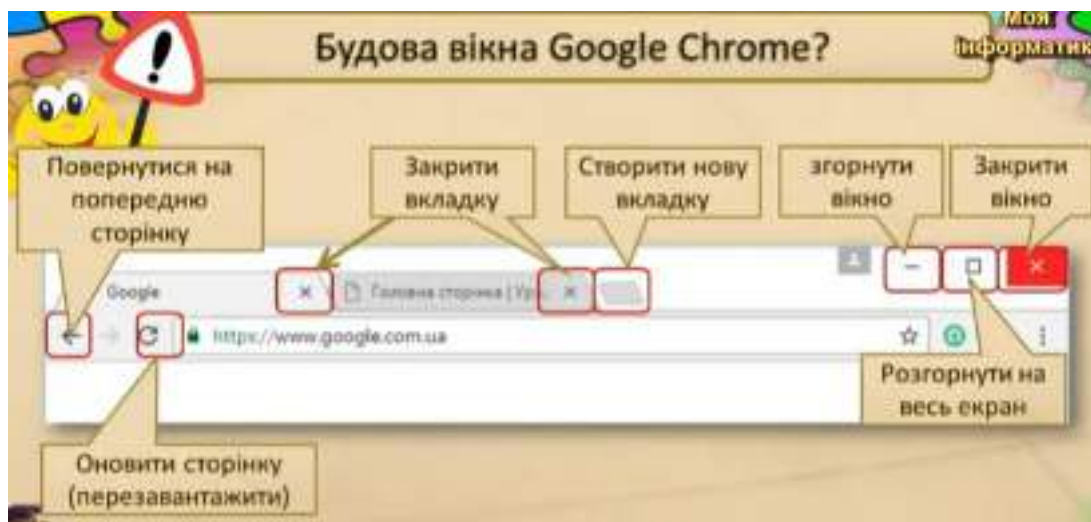 Будова вікна Google Chrome?
Моя
Повернутися на
попередню
сторінку
Закрити
вкладку
Створити нову
вкладку
згорнути
вікно
Закрити
вікно
Google
Головна сторінка |
https://www.google.com.ua
Розгорнути на
весь екран
Оновити сторінку
(перезавантажити)